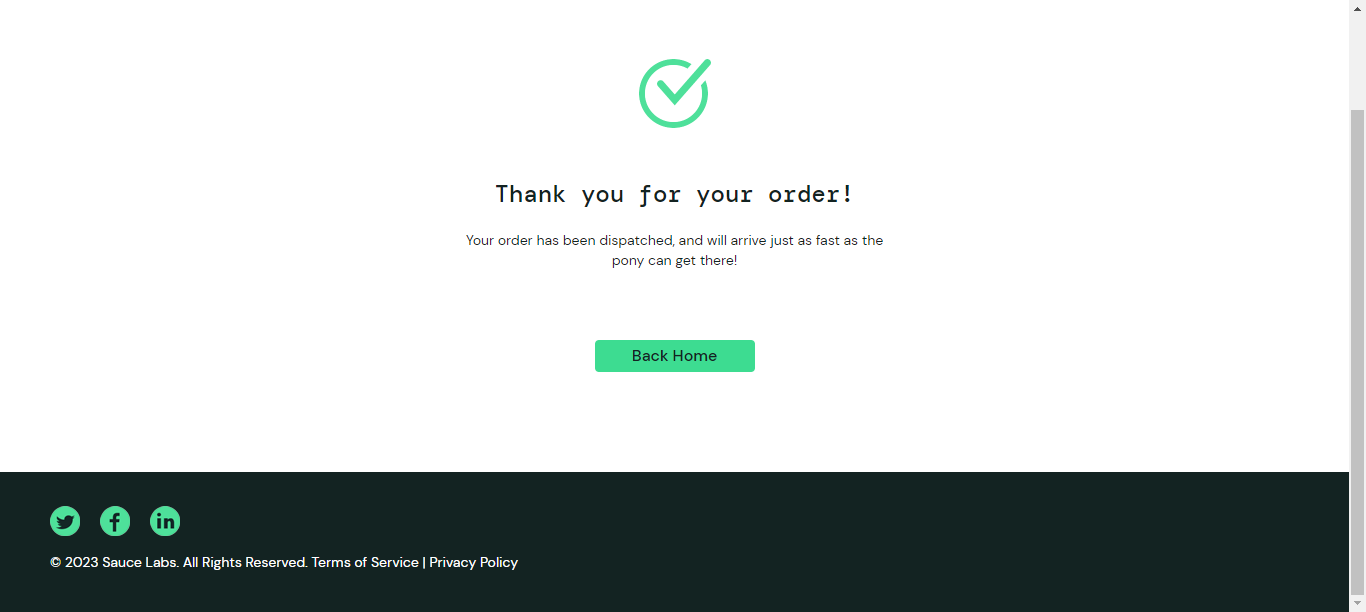 Thank you for your order!
Your order has been dispatched, and will arrive just as fast as the
pony can get there!
Back Home
© 2023 Sauce Labs. All Rights Reserved. Terms of Service | Privacy Policy